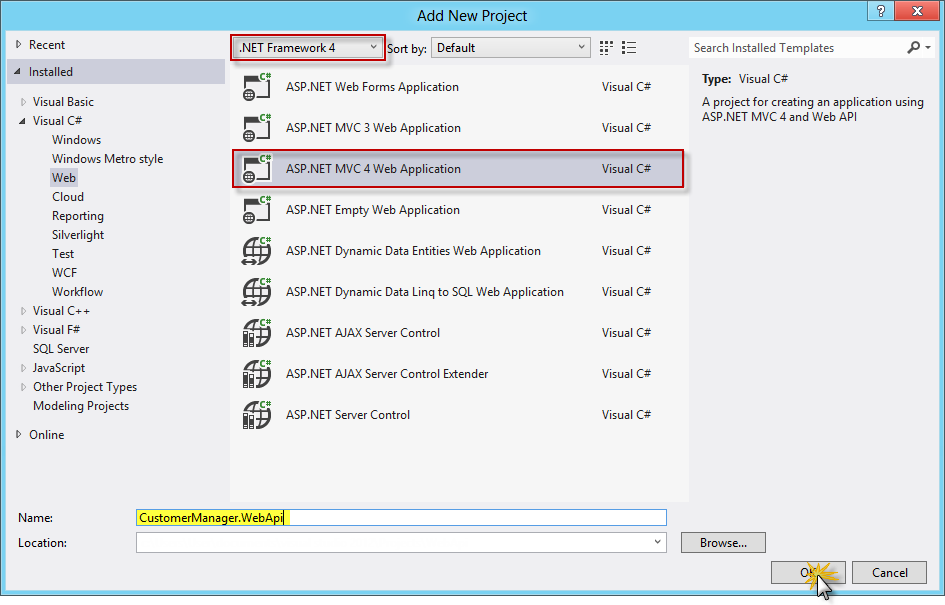 Add New Project
?
Recent
.NET Framework 4
Sort by:
Default
Search Installed Templates
Installed
Visual Basic
Visual C#
Windows
Windows Metro style
Web
Cloud
Reporting
Silverlight
Test
WCF
Workflow
Visual C++
Visual F#
SQL Server
JavaScript
Other Project Types
Modeling Projects
Online
C# ASP.NET Web Forms Application Visual C#
C# ASP.NET MVC 3 Web Application Visual C#
C# ASP.NET MVC 4 Web Application Visual C#
C# ASP.NET Empty Web Application Visual C#
C# ASP.NET Dynamic Data Entities Web Application Visual C#
C# ASP.NET Dynamic Data Linq to SQL Web Application Visual C#
C# ASP.NET AJAX Server Control Visual C#
C# ASP.NET AJAX Server Control Extender Visual C#
C# ASP.NET Server Control Visual C#
Type: Visual C#
A project for creating an application using
ASP.NET MVC 4 and Web API
Name: CustomerManager.WebApi
Location:
Browse...
OK
Cancel